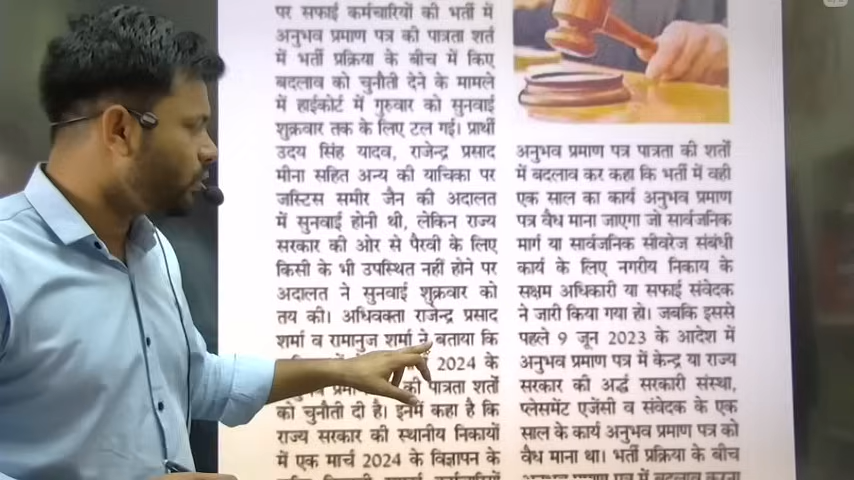 पर सफाई कर्मचारियों की भर्ती में
अनुभव प्रमाण पत्र की पात्रता शर्त
में भर्ती प्रक्रिया के बीच में किए
बदलाव को चुनौती देने के मामले
में हाईकोर्ट में गुरुवार को सुनवाई
शुक्रवार तक के लिए टल गई। प्रार्थी
उदय सिंह यादव, राजेन्द्र प्रसाद
मीना सहित अन्य की याचिका पर
जस्टिस समीर जैन की अदालत
में सुनवाई होनी थी, लेकिन राज्य
सरकार की ओर से पैरवी के लिए
किसी के भी उपस्थित नहीं होने पर
अदालत ने सुनवाई शुक्रवार को
तय की। अधिवक्ता राजेन्द्र प्रसाद
शर्मा व रामानुज शर्मा ने बताया कि
2024 के
की पात्रता शर्तों
को चुनौती दी है। इनमें कहा है कि
राज्य सरकार की स्थानीय निकायों
में एक मार्च 2024 के विज्ञापन के
अनुभव प्रमाण पत्र पात्रता की शर्तों
में बदलाव कर कहा कि भर्ती में वही
एक साल का कार्य अनुभव प्रमाण
पत्र वैध माना जाएगा जो सार्वजनिक
मार्ग या सार्वजनिक सीवरेज संबंधी
कार्य के लिए नगरीय निकाय के
सक्षम अधिकारी या सफाई संवेदक
ने जारी किया गया हो। जबकि इससे
पहले 9 जून 2023 के आदेश में
अनुभव प्रमाण पत्र में केन्द्र या राज्य
सरकार की अर्द्ध सरकारी संस्था,
प्लेसमेंट एजेंसी व संवेदक के एक
साल के कार्य अनुभव प्रमाण पत्र को
वैध माना था। भर्ती प्रक्रिया के बीच